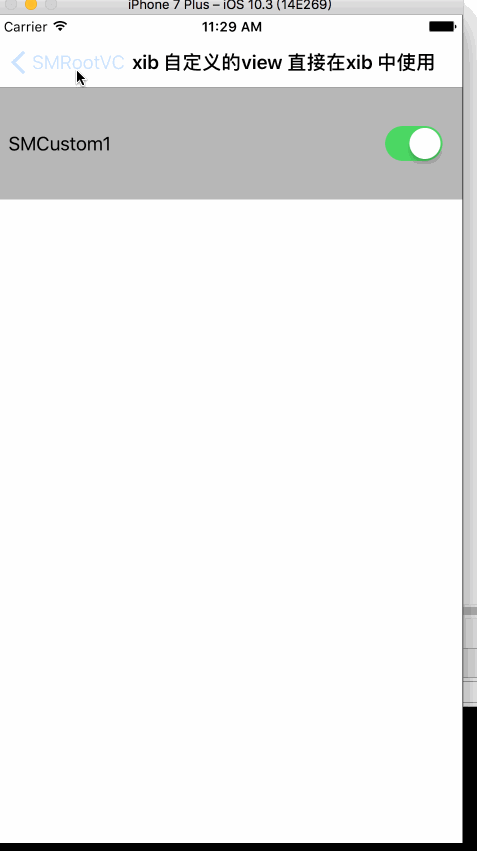 iPhone 7 Plus – iOS 10.3 (14E269)
Carrier 11:29 AM
SMRootVC xib 自定义的view 直接在xib 中使用
SMCustom1